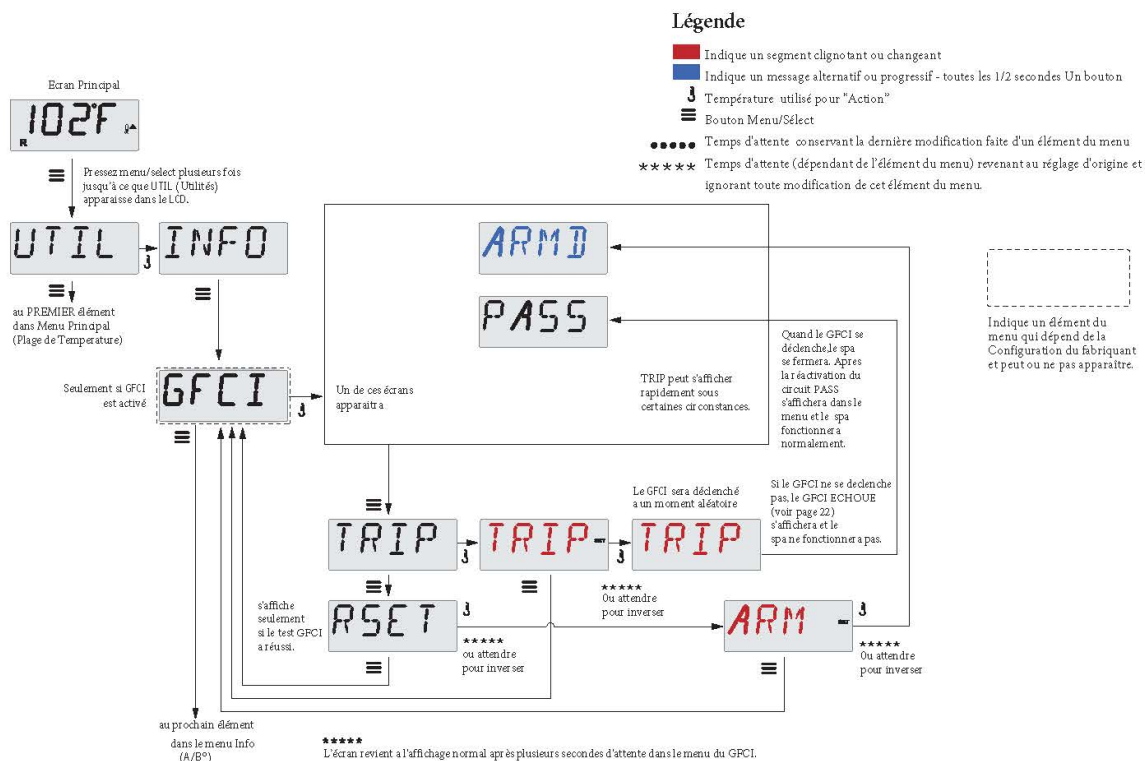 Légende
Indique un segment clignotant ou changeant
Indique un message alternatif ou progressif - toutes les 1/2 secondes Un bouton
Température utilisé pour "Action"
Bouton Menu/Sélect
Temps d'attente conservant la dernière modification faite d'un élément du menu
***** Temps d'attente (dépendant de l'élément du menu) revenant au réglage d'origine et
ignorant toute modification de cet élément du menu.
Ecran Principal
102°F
R
Pressez menu/select plusieurs fois
jusqu'à ce que UTIL (Utilités)
apparaisse dans le LCD.
UTIL
INFO
au PREMIER élément
dans Menu Principal
(Plage de Temperature)
Seulement si GFCI
est activé
GFCI
Un de ces écrans
apparaitra
ARMD
PASS
TRIP peut s'afficher
rapidement sous
certaines circonstances.
Quand le GFCI se
déclenche,le spa
se fermera. Apres
la réactivation du
circuit PASS
s'affichera dans le
menu et le spa
fonctionnera
normalement.
Indique un élément du
menu qui dépend de la
Configuration du fabriquant
et peut ou ne pas apparaître.
Le GFCI sera déclenché
a un moment aléatoire
Si le GFCI ne se declenche
pas, le GFCI ECHOUE
(voir page 22)
s'affichera et le
spa ne fonctionnera pas.
TRIP
TRIP SET
TRIP
*****
Ou attendre
pour inverser
s'affiche
seulement
si le test GFCI
a réussi.
RSET
*****
ou attendre
pour inverser
ARM SET
*****
Ou attendre
pour inverser
au prochain élément
dans le menu Info
(A/B°)
*****
L'écran revient a l'affichage normal après plusieurs secondes d'attente dans le menu du GFCI.